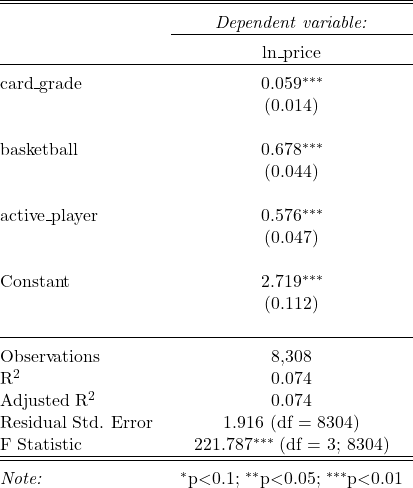 Dependent variable:
ln_price
card_grade 0.059***
(0.014)
basketball 0.678***
(0.044)
active_player 0.576***
(0.047)
Constant 2.719***
(0.112)
Observations 8,308
R2 0.074
Adjusted R2 0.074
Residual Std. Error 1.916 (df = 8304)
F Statistic 221.787*** (df = 3; 8304)
Note: *p<0.1; **p<0.05; ***p<0.01